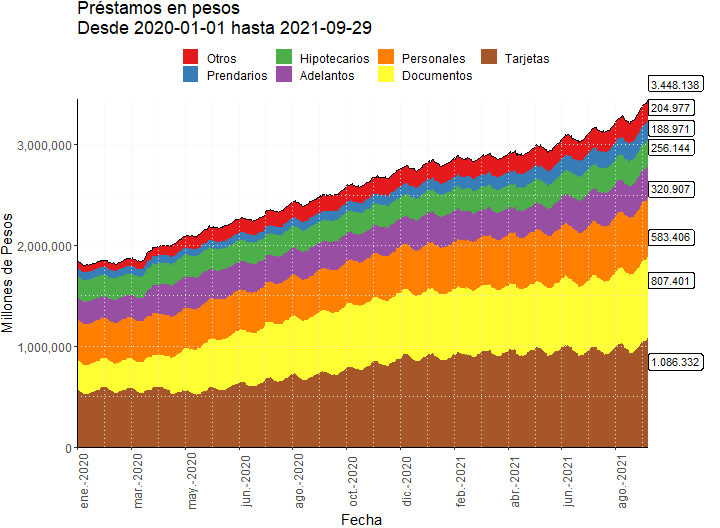 Préstamos en pesos
Desde 2020-01-01 hasta 2021-09-29
Otros Hipotecarios Personales Tarjetas
Prendarios Adelantos Documentos
3.448.138
204.977
188.971
256.144
320.907
583.406
807.401
1.086.332
3,000,000
2,000,000
1,000,000
0
Millones de Pesos
ene.-2020
mar.-2020
may.-2020
jun.-2020
ago.-2020
oct.-2020
dic.-2020
feb.-2021
abr.-2021
jun.-2021
ago.-2021
Fecha